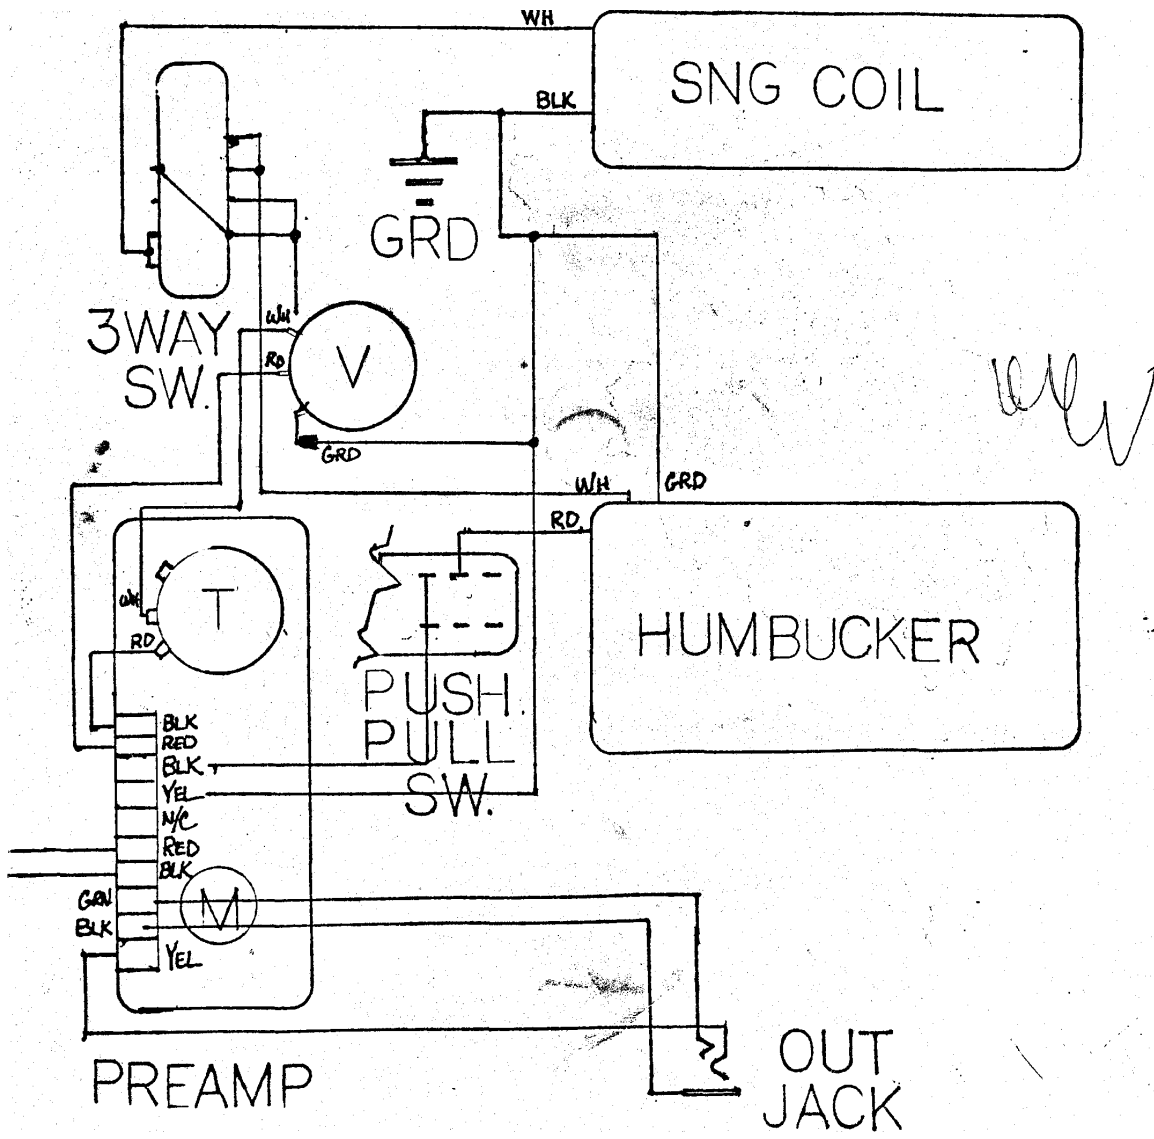 WH
SNG COIL
BLK
GRD
3WAY
SW.
WH
RD
V
GRD
WH
GRD
RD
T
WH
RD
HUMBUCKER
PUSH
PULL
SW.
BLK
RED
BLK
YEL
N/C
RED
BLK
GRN
M
BLK
YEL
PREAMP
OUT
JACK